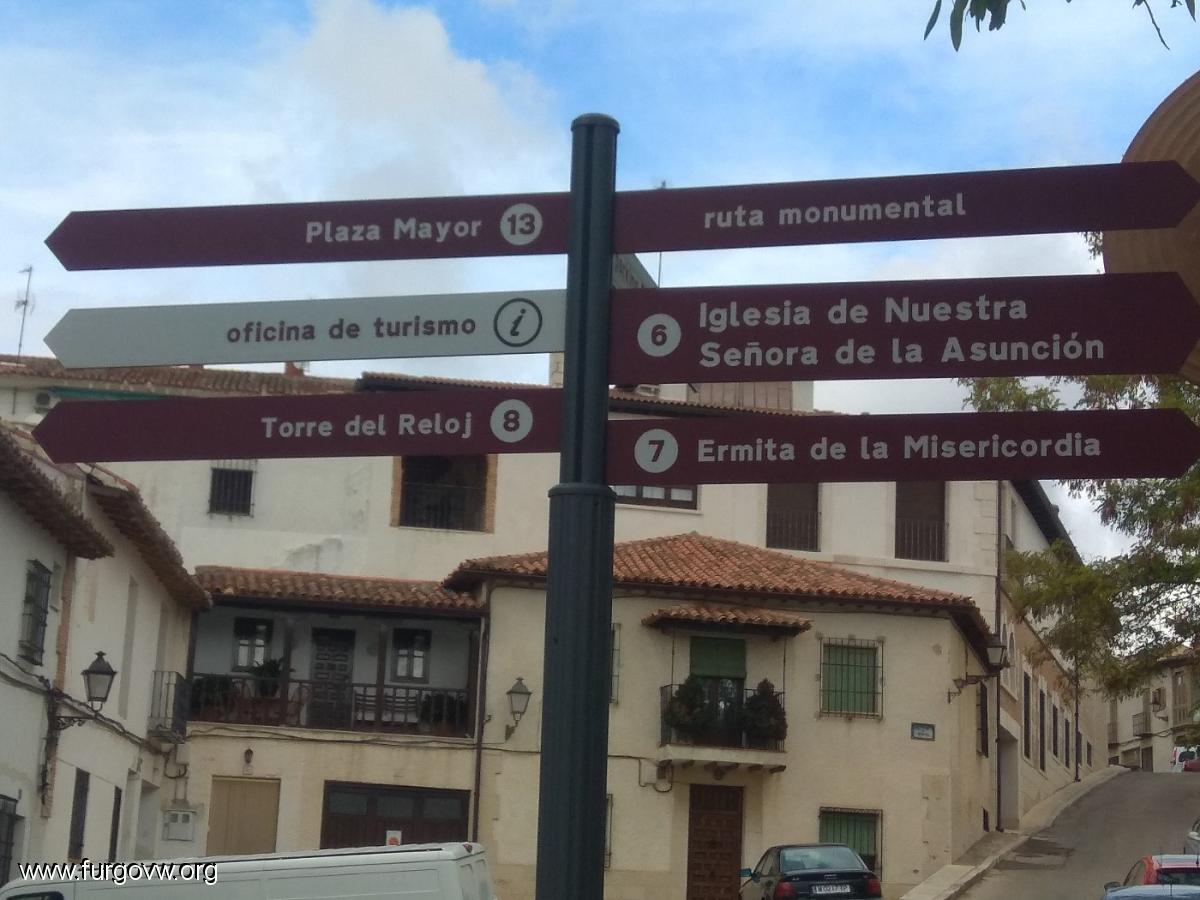 Plaza Mayor 13
ruta monumental
oficina de turismo i
6 Iglesia de Nuestra
Señora de la Asunción
Torre del Reloj 8
7 Ermita de la Misericordia
www.furgovw.org